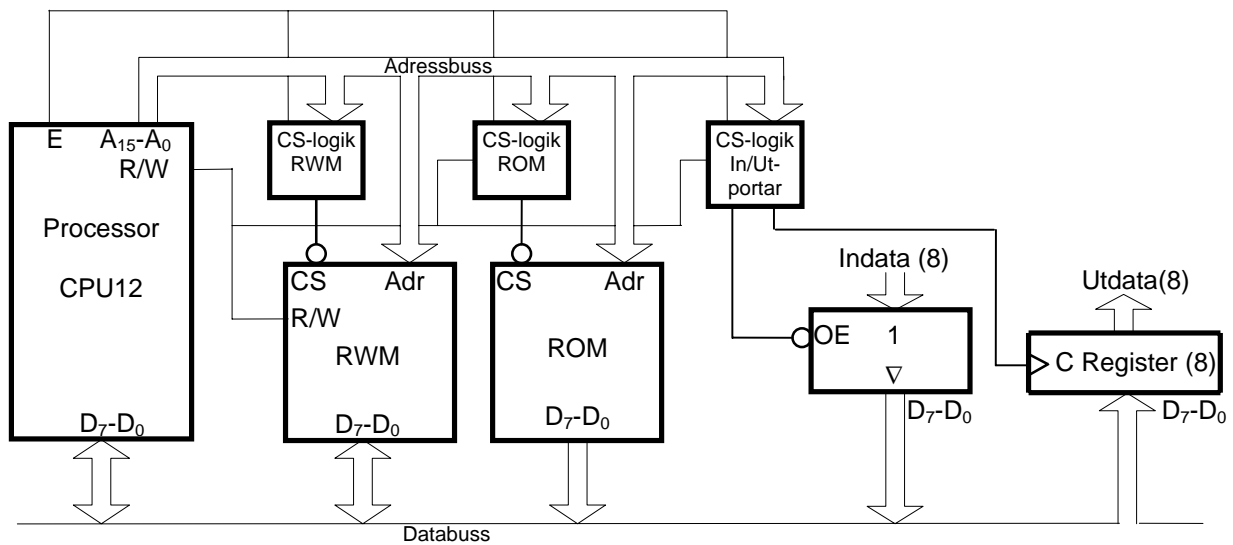 Adressbuss
E
A₁₅-A₀
R/W
Processor
CPU12
D₇-D₀
CS-logik
RWM
CS-logik
ROM
CS-logik
In/Ut-
portar
CS
Adr
R/W
RWM
D₇-D₀
CS
Adr
ROM
D₇-D₀
Indata (8)
OE
1
∇
D₇-D₀
Utdata(8)
C Register (8)
D₇-D₀
Databuss